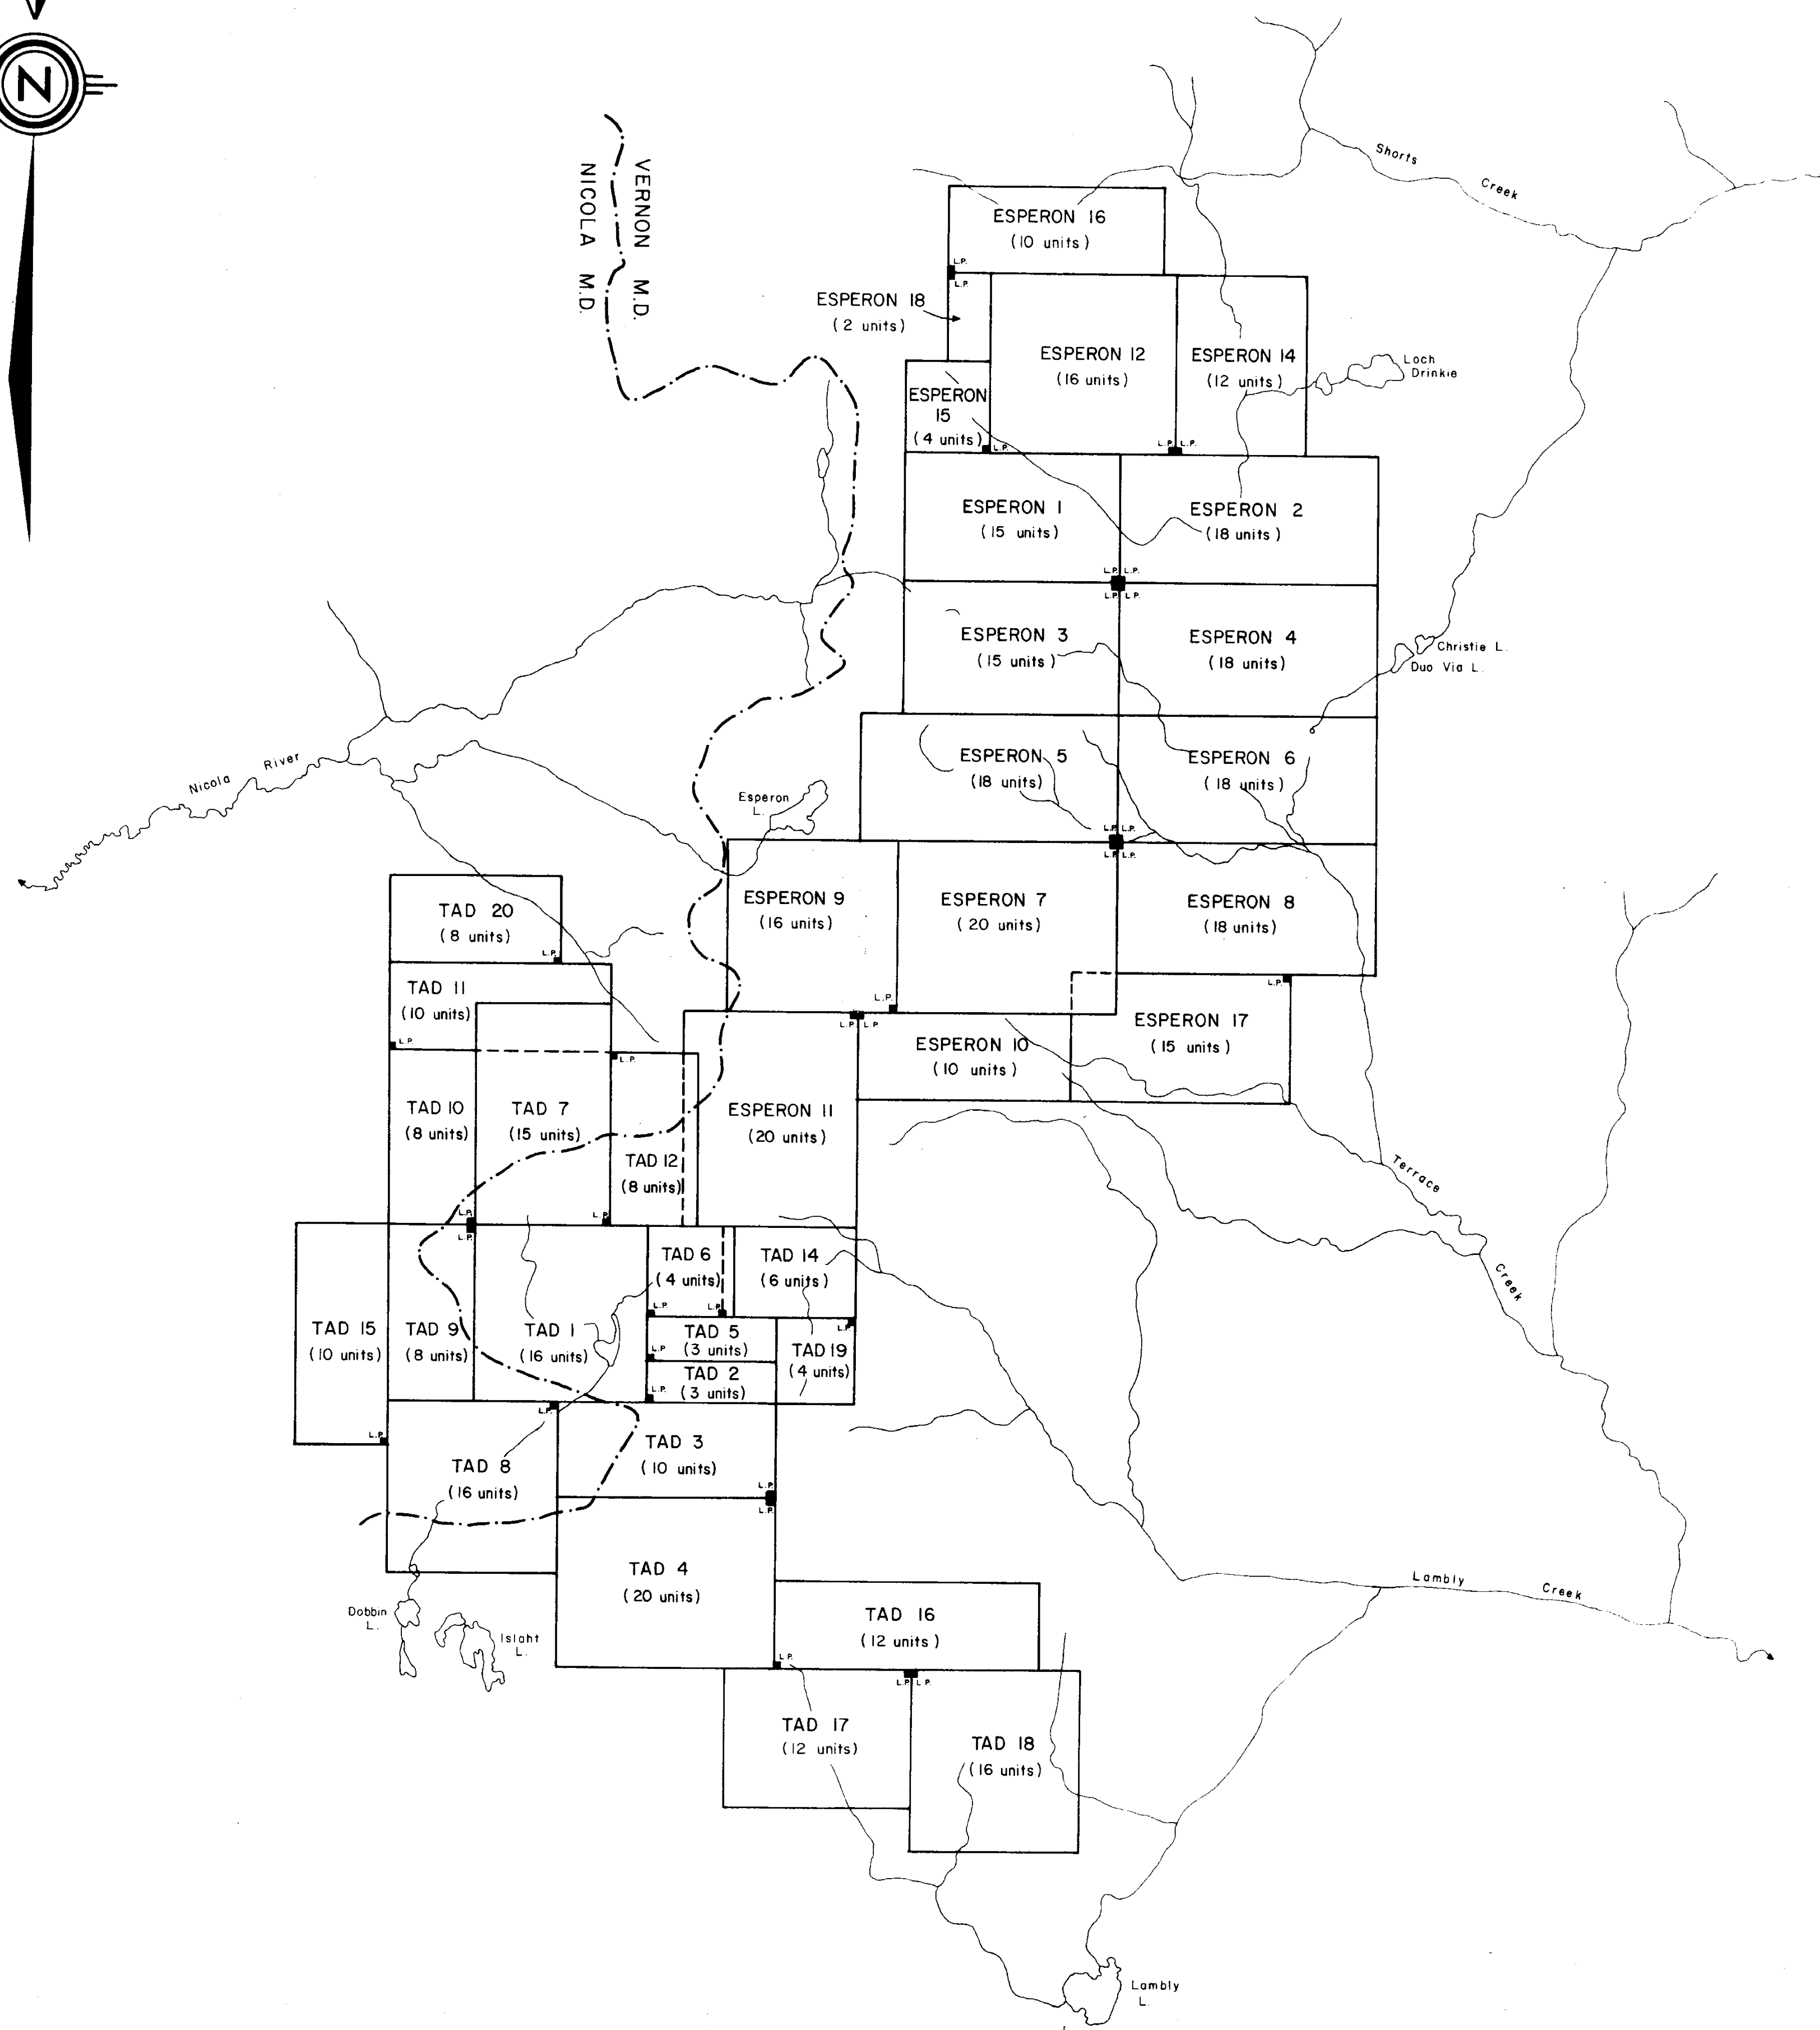 N
VERNON M.D.
NICOLA M.D.
Shorts
Creek
ESPERON 16
(10 units)
L.P.
L.P.
ESPERON 18
(2 units)
ESPERON 12
(16 units)
ESPERON 14
(12 units)
Loch
Drinkie
ESPERON
15
(4 units)
L.P.
L.P.
L.P.
ESPERON 1
(15 units)
ESPERON 2
(18 units)
L.P.
L.P.
L.P.
L.P.
ESPERON 3
(15 units)
ESPERON 4
(18 units)
Christie L.
Duo Via L.
ESPERON 5
(18 units)
ESPERON 6
(18 units)
Nicola River
Esperon
L.
L.P.
L.P.
L.P.
L.P.
ESPERON 9
(16 units)
ESPERON 7
(20 units)
ESPERON 8
(18 units)
TAD 20
(8 units)
L.P.
TAD 11
(10 units)
L.P.
L.P.
L.P.
L.P.
L.P.
ESPERON 17
(15 units)
ESPERON 10
(10 units)
L.P.
TAD 10
(8 units)
TAD 7
(15 units)
ESPERON 11
(20 units)
TAD 12
(8 units)
Terrace
Creek
L.P.
L.P.
L.P.
TAD 6
(4 units)
TAD 14
(6 units)
L.P.
L.P.
L.P.
TAD 15
(10 units)
TAD 9
(8 units)
TAD 1
(16 units)
TAD 5
(3 units)
L.P
TAD 19
(4 units)
TAD 2
(3 units)
L.P.
L.P.
L.P.
TAD 3
(10 units)
TAD 8
(16 units)
L.P.
L.P.
TAD 4
(20 units)
Lambly
Creek
Dobbin
L.
Islaht
L.
TAD 16
(12 units)
L.P.
L.P.
L.P.
TAD 17
(12 units)
TAD 18
(16 units)
Lambly
L.